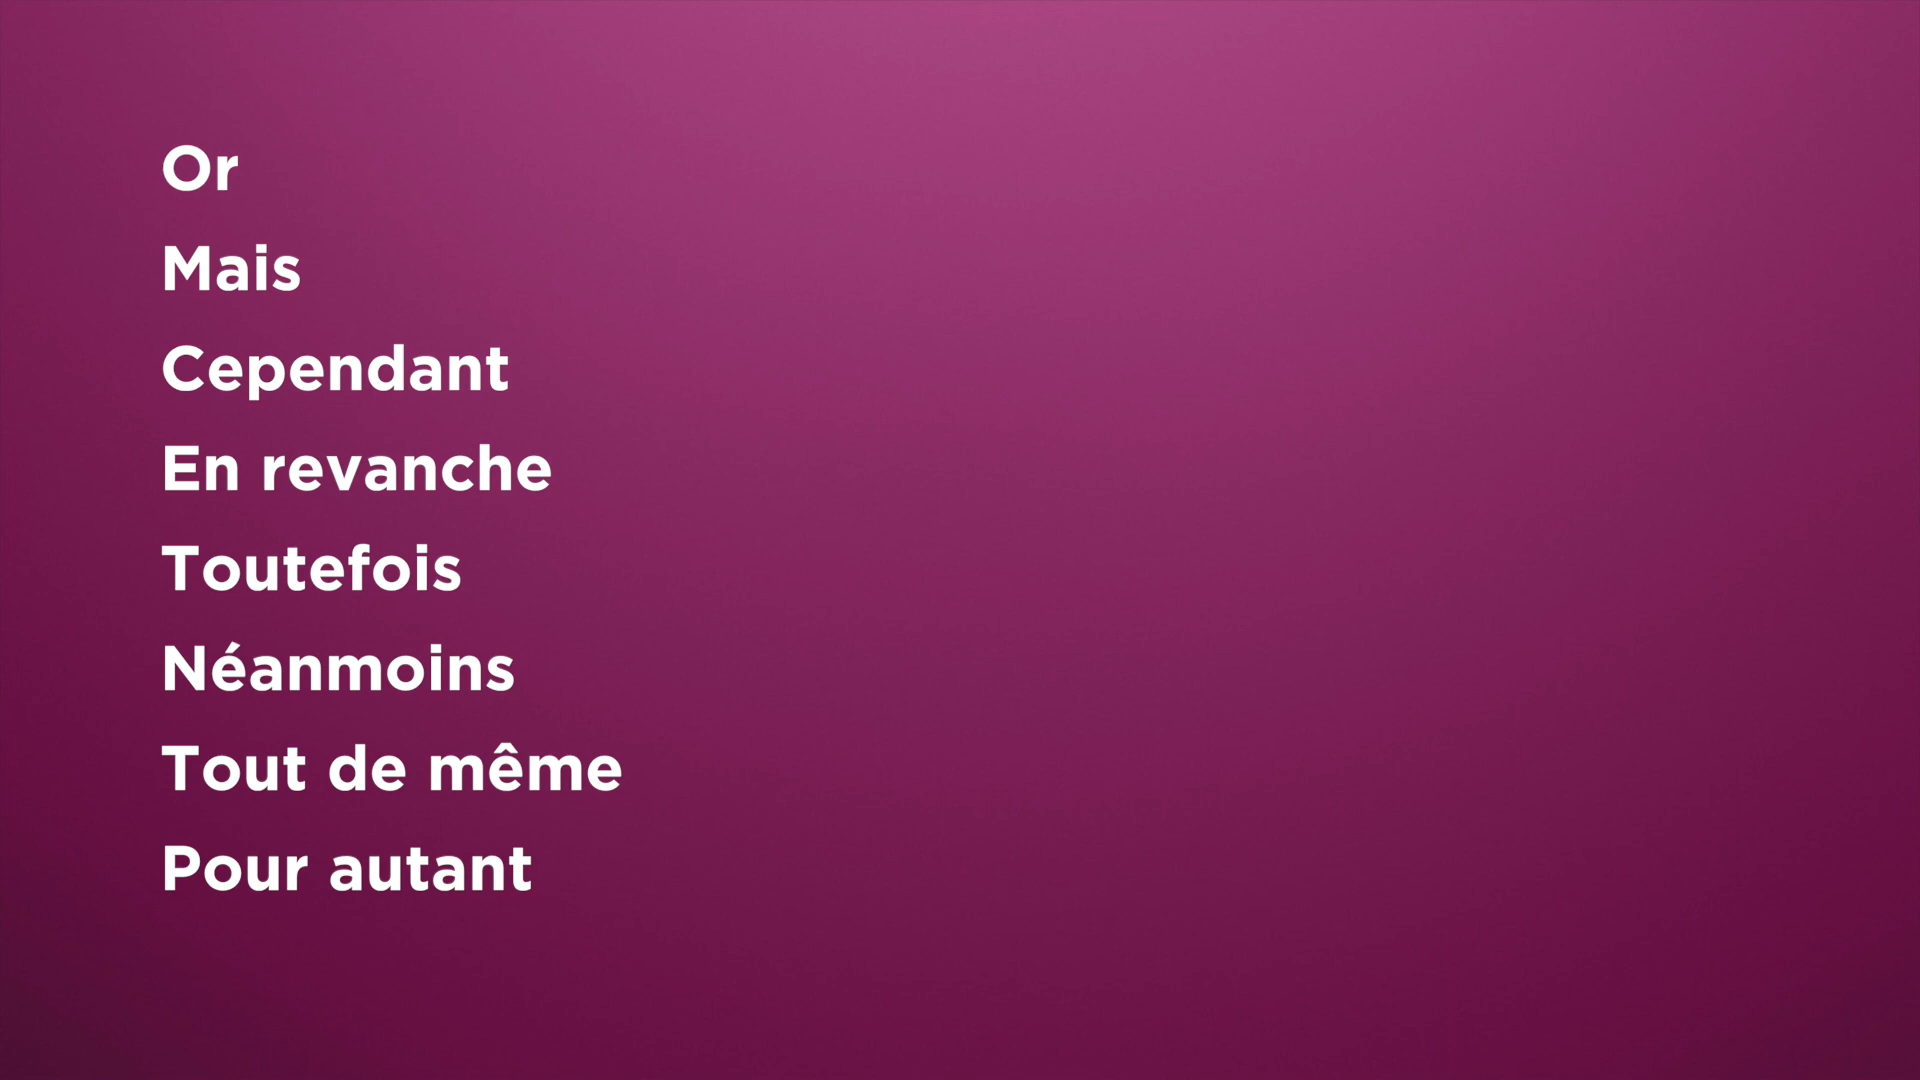 Or
Mais
Cependant
En revanche
Toutefois
Néanmoins
Tout de même
Pour autant